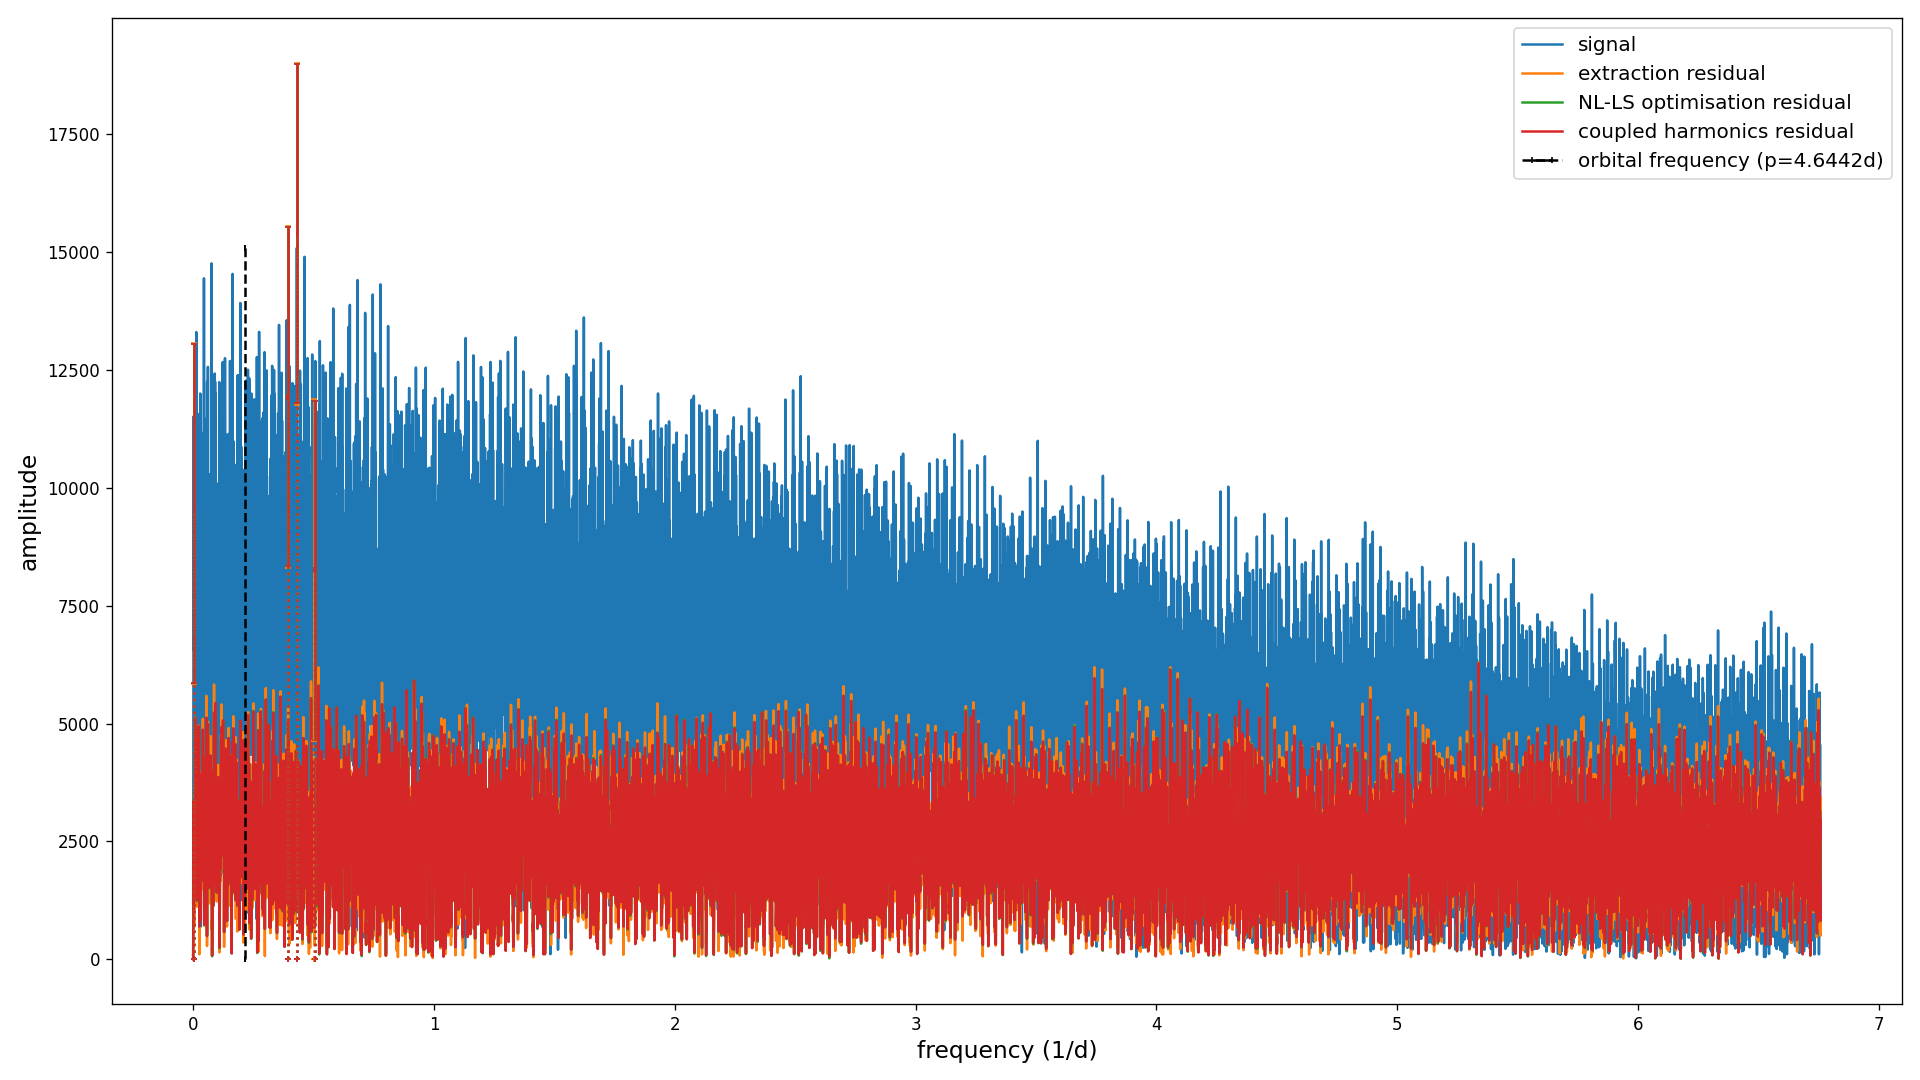 signal
extraction residual
NL-LS optimisation residual
coupled harmonics residual
orbital frequency (p=4.6442d)
17500
15000
12500
10000
7500
5000
2500
0
amplitude
0 1 2 3 4 5 6 7
frequency (1/d)